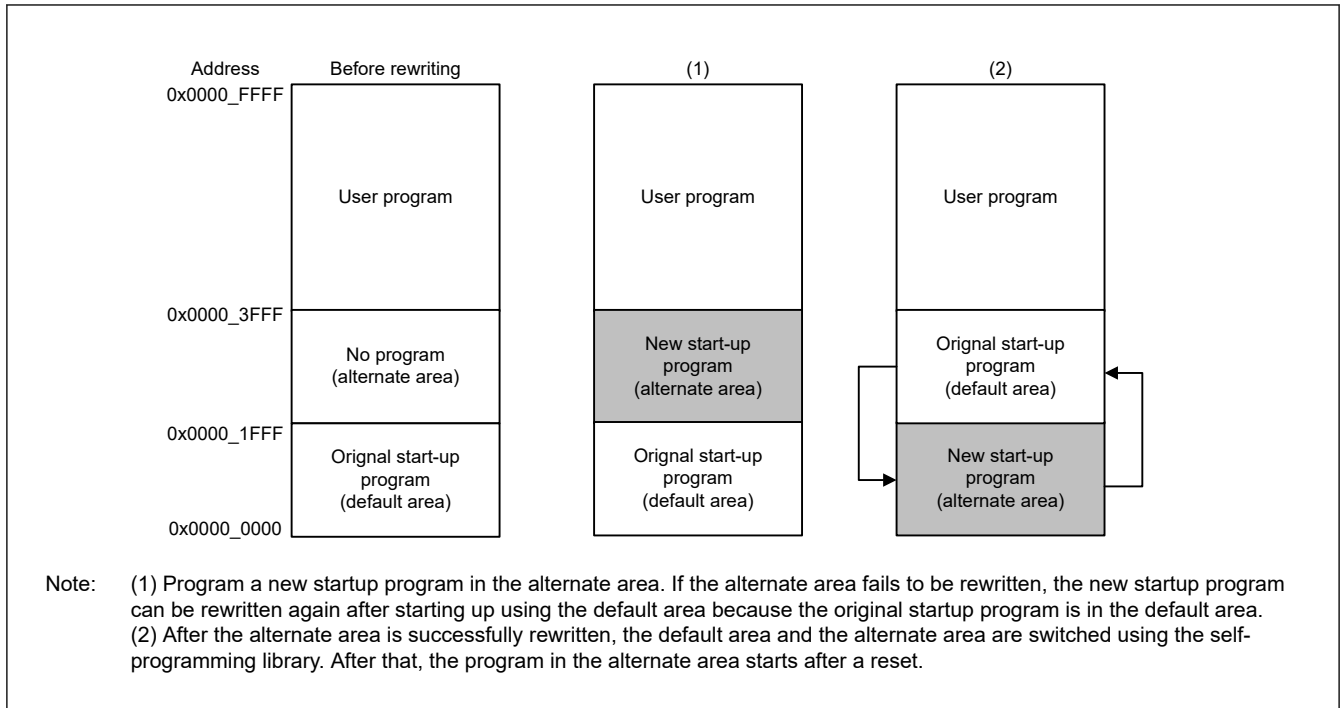 Address Before rewriting (1) (2)
0x0000_FFFF
User program User program User program
0x0000_3FFF
No program
(alternate area)
New start-up
program
(alternate area)
Orignal start-up
program
(default area)
0x0000_1FFF
Orignal start-up
program
(default area)
Orignal start-up
program
(default area)
New start-up
program
(alternate area)
0x0000_0000
Note: (1) Program a new startup program in the alternate area. If the alternate area fails to be rewritten, the new startup program
can be rewritten again after starting up using the default area because the original startup program is in the default area.
(2) After the alternate area is successfully rewritten, the default area and the alternate area are switched using the self-
programming library. After that, the program in the alternate area starts after a reset.